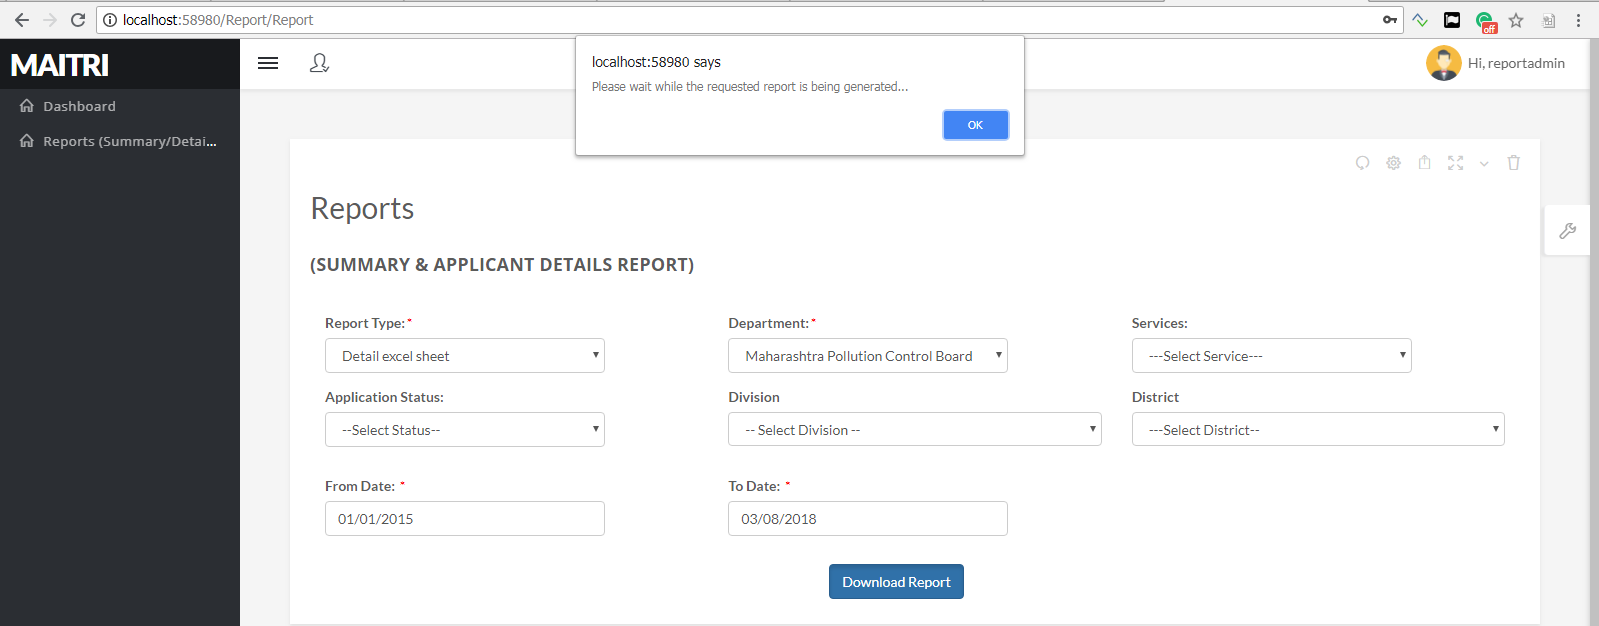 localhost:58980/Report/Report
off
MAITRI
Hi, reportadmin
localhost:58980 says
Please wait while the requested report is being generated...
OK
Dashboard
Reports (Summary/Detai...
Reports
(SUMMARY & APPLICANT DETAILS REPORT)
Report Type:* Department:* Services:
Detail excel sheet Maharashtra Pollution Control Board ---Select Service---
Application Status: Division District
--Select Status-- -- Select Division -- ---Select District--
From Date: * To Date: *
01/01/2015 03/08/2018
Download Report